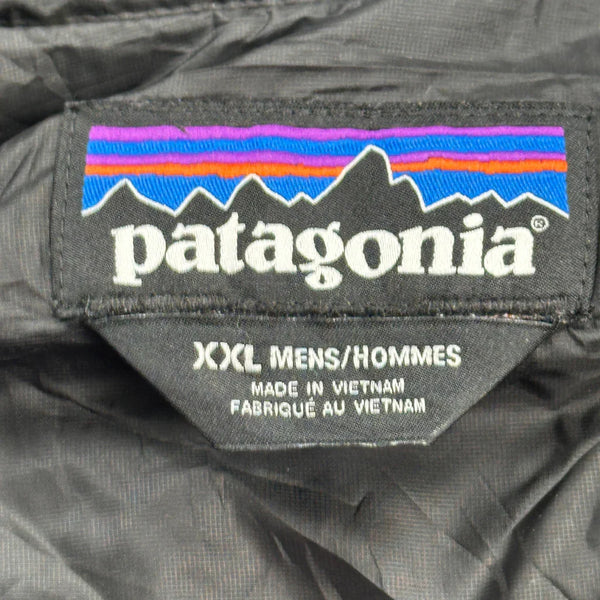 patagonia®
XXL MENS/HOMMES
MADE IN VIETNAM
FABRIQUÉ AU VIETNAM